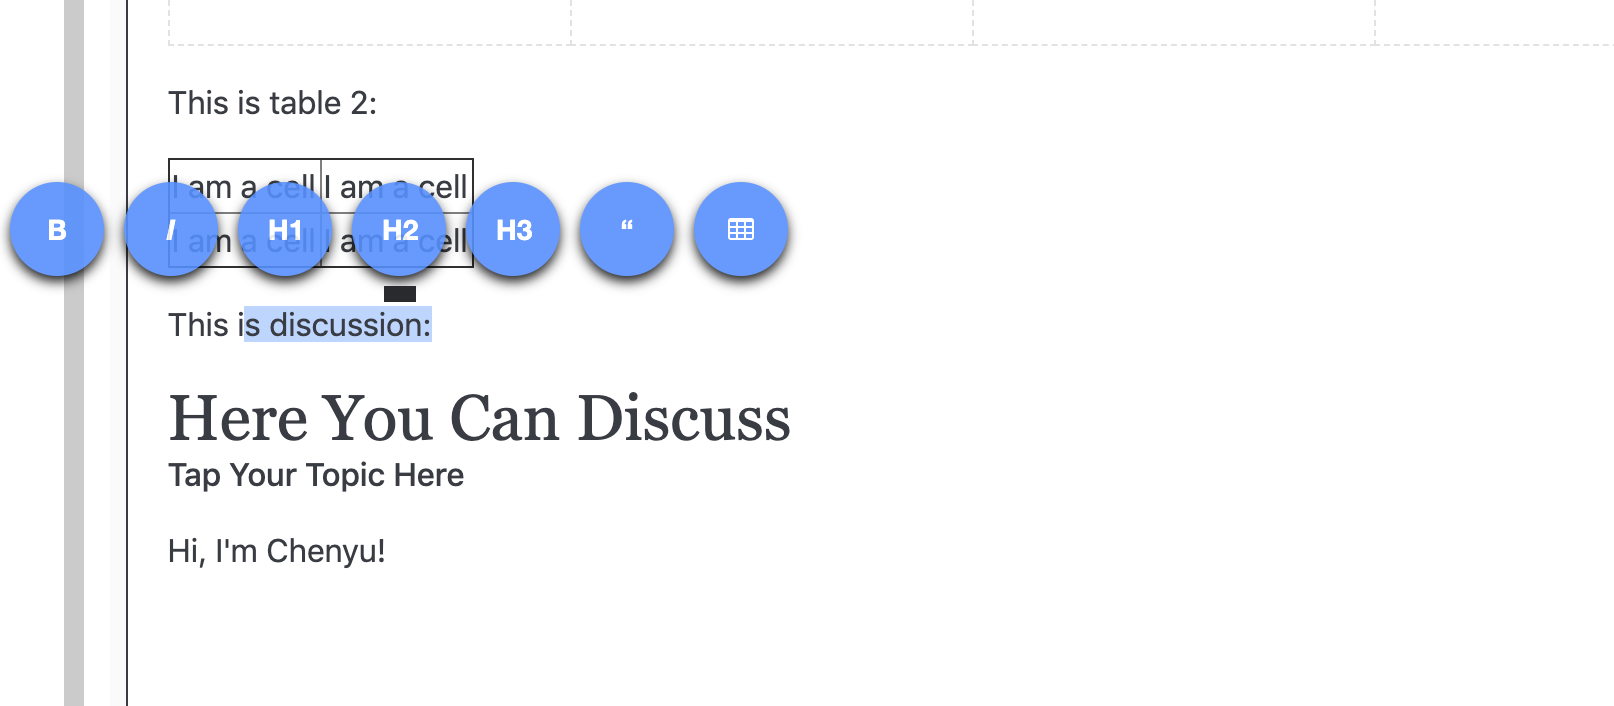 This is table 2:
I am a cell I am a cell
B I H1 H2 H3 “
I am a cell I am a cell
This is discussion:
Here You Can Discuss
Tap Your Topic Here
Hi, I'm Chenyu!